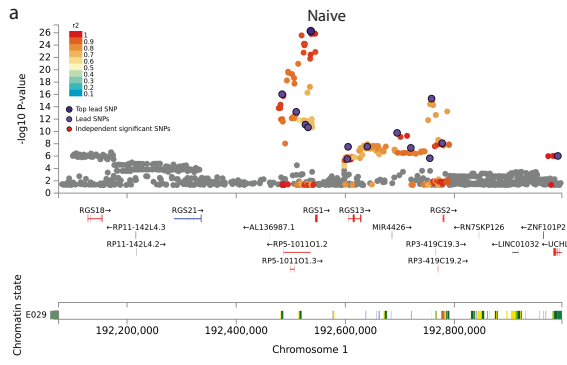 a
Naive
-log10 P-value
26
24
22
20
18
16
14
12
10
8
6
4
2
0
r2
1
0.9
0.8
0.7
0.6
0.5
0.4
0.3
0.2
0.1
Top lead SNP
Lead SNPs
Independent significant SNPs
RGS18→ RGS21→ RGS1→ RGS13→ RGS2→
←RP11-142L4.3 ←AL136987.1 MIR4426→ ←RN7SKP126 ←ZNF101P2
RP11-142L4.2→ ←RP5-1011O1.2 RP3-419C19.3→ ←LINC01032 ←UCHL
RP5-1011O1.3→ RP3-419C19.2→
Chromatin state
E029
192,200,000 192,400,000 192,600,000 192,800,000
Chromosome 1